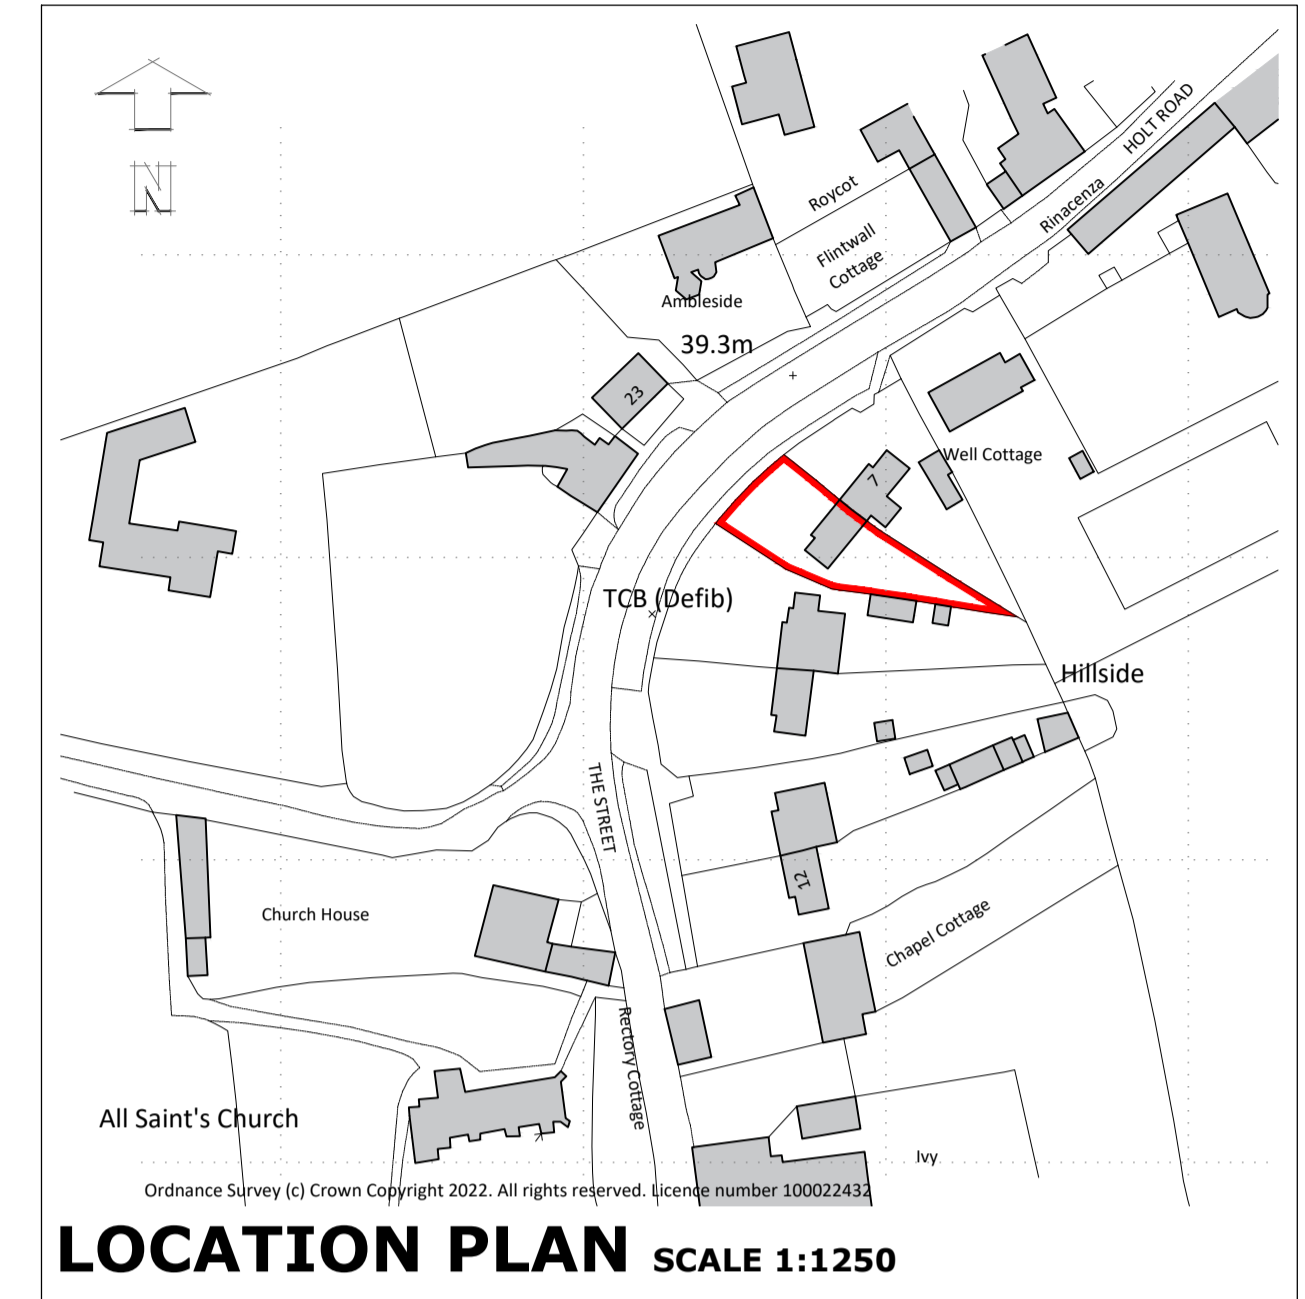 N
HOLT ROAD
Rinacenza
Roycot
Flintwall
Cottage
Ambleside
39.3m
23
Well Cottage
7
TCB (Defib)
Hillside
THE STREET
12
Church House
Chapel Cottage
Rectory Cottage
All Saint's Church
Ivy
Ordnance Survey (c) Crown Copyright 2022. All rights reserved. Licence number 100022432
LOCATION PLAN SCALE 1:1250